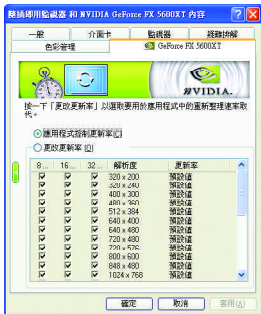 隨插即用監視器 和 NVIDIA GeForce FX 5600XT 內容
一般
介面卡
監視器
疑難排解
色彩管理
GeForce FX 5600XT
NVIDIA.
按一下「更改更新率」以選取要用於應用程式中的重新整理速率取代。
應用程式控制更新率(C)
更改更新率(O)
8... 16... 32... 解析度 更新率
320 x 200 預設值
320 x 240 預設值
400 x 300 預設值
480 x 360 預設值
512 x 384 預設值
640 x 400 預設值
640 x 480 預設值
720 x 480 預設值
720 x 576 預設值
800 x 600 預設值
848 x 480 預設值
1024 x 768 預設值
確定
取消
套用(A)